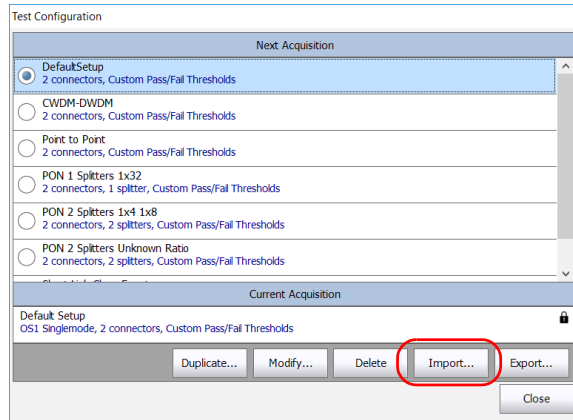 Test Configuration
Next Acquisition
DefaultSetup
2 connectors, Custom Pass/Fail Thresholds
CWDM-DWDM
2 connectors, Custom Pass/Fail Thresholds
Point to Point
2 connectors, Custom Pass/Fail Thresholds
PON 1 Splitters 1x32
2 connectors, 1 splitter, Custom Pass/Fail Thresholds
PON 2 Splitters 1x4 1x8
2 connectors, 2 splitters, Custom Pass/Fail Thresholds
PON 2 Splitters Unknown Ratio
2 connectors, 2 splitters, Custom Pass/Fail Thresholds
Current Acquisition
Default Setup
OS1 Singlemode, 2 connectors, Custom Pass/Fail Thresholds
Duplicate... Modify... Delete Import... Export...
Close